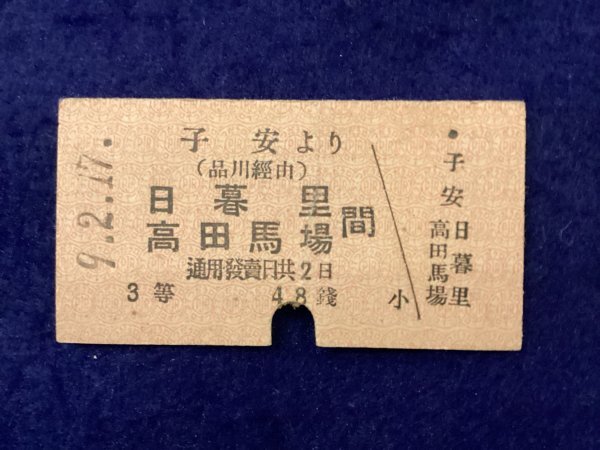 9.2.17.
子安より
(品川經由)
日暮里
高田馬場
間
通用發賣日共2日
3等 48錢
小
子安
日暮里
高田馬場